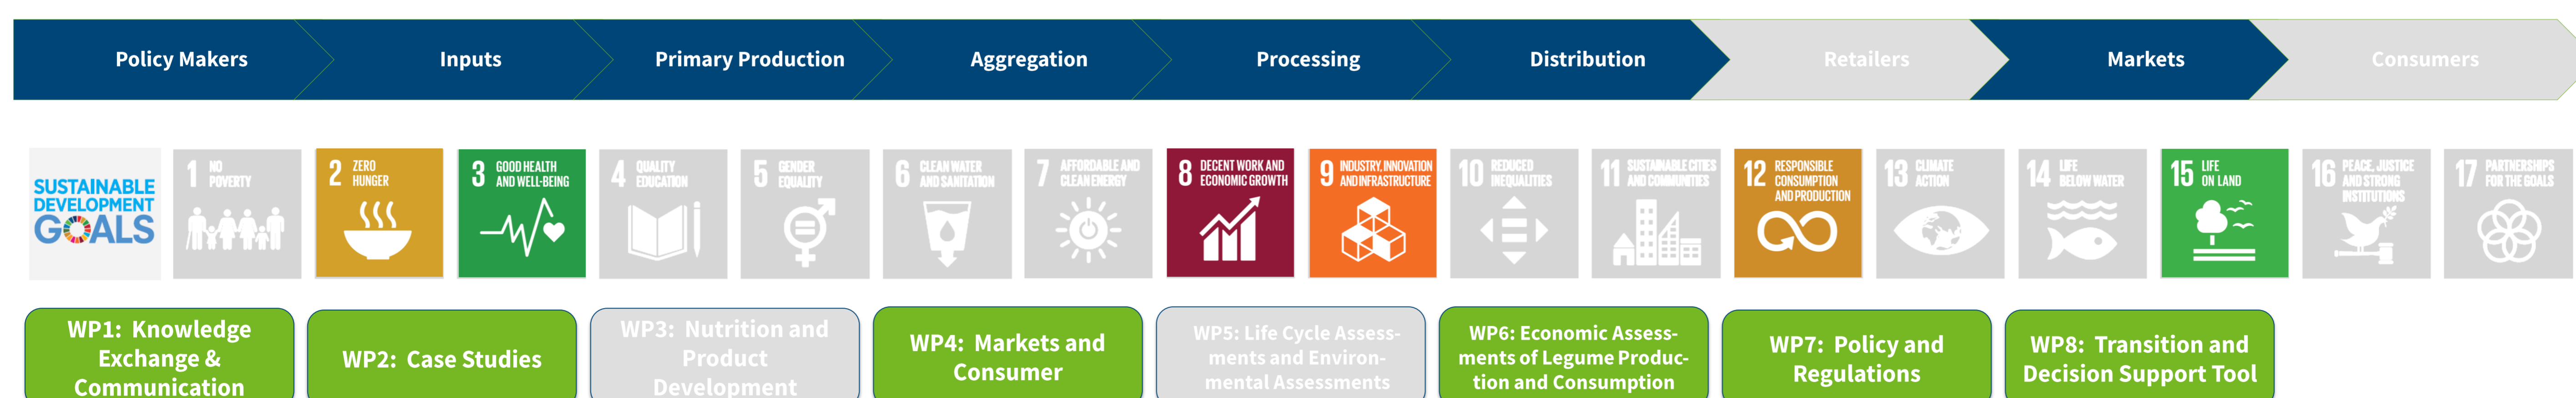 Policy Makers
Inputs
Primary Production
Aggregation
Processing
Distribution
Retailers
Markets
Consumers
SUSTAINABLE
DEVELOPMENT
GOALS
1 NO
POVERTY
2 ZERO
HUNGER
3 GOOD HEALTH
AND WELL-BEING
4 QUALITY
EDUCATION
5 GENDER
EQUALITY
6 CLEAN WATER
AND SANITATION
7 AFFORDABLE AND
CLEAN ENERGY
8 DECENT WORK AND
ECONOMIC GROWTH
9 INDUSTRY, INNOVATION
AND INFRASTRUCTURE
10 REDUCED
INEQUALITIES
11 SUSTAINABLE CITIES
AND COMMUNITIES
12 RESPONSIBLE
CONSUMPTION
AND PRODUCTION
13 CLIMATE
ACTION
14 LIFE
BELOW WATER
15 LIFE
ON LAND
16 PEACE, JUSTICE
AND STRONG
INSTITUTIONS
17 PARTNERSHIPS
FOR THE GOALS
WP1: Knowledge
Exchange &
Communication
WP2: Case Studies
WP3: Nutrition and
Product
Development
WP4: Markets and
Consumer
WP5: Life Cycle Assess-
ments and Environ-
mental Assessments
WP6: Economic Assess-
ments of Legume Produc-
tion and Consumption
WP7: Policy and
Regulations
WP8: Transition and
Decision Support Tool